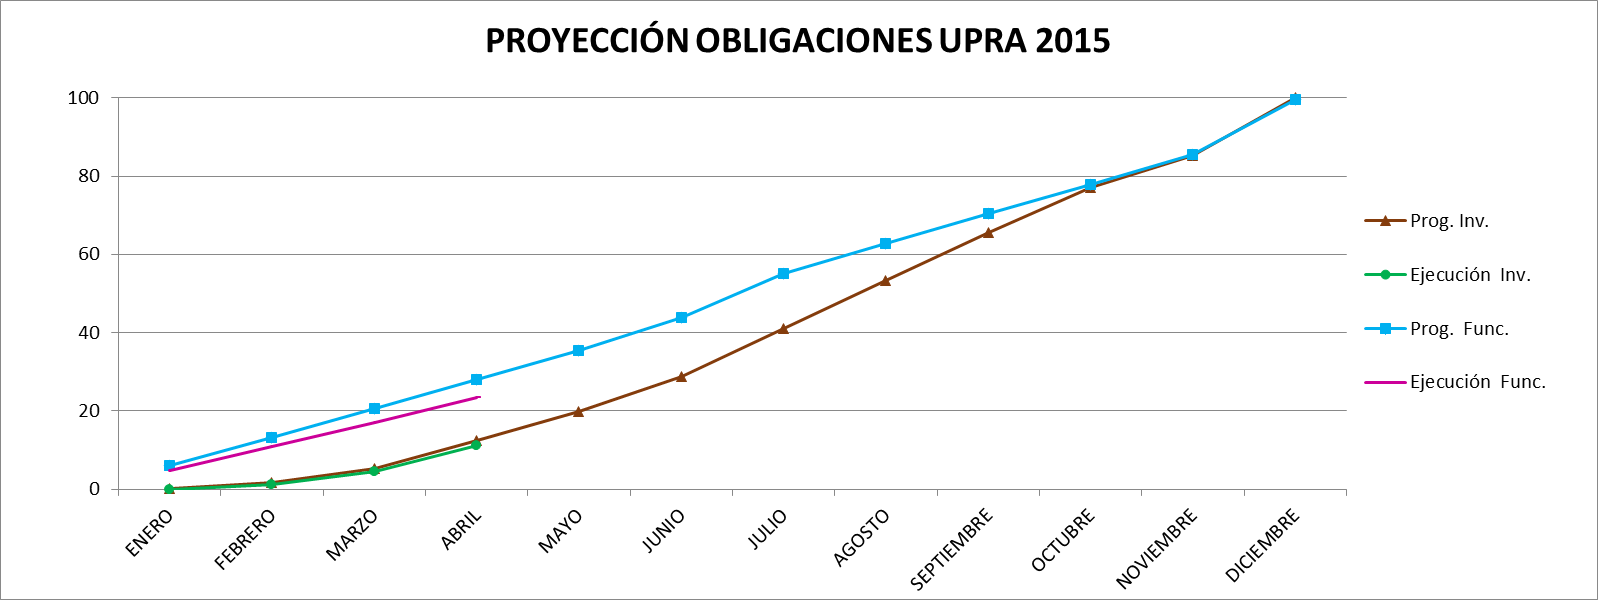 PROYECCIÓN OBLIGACIONES UPRA 2015
100
80
60
40
20
0
ENERO
FEBRERO
MARZO
ABRIL
MAYO
JUNIO
JULIO
AGOSTO
SEPTIEMBRE
OCTUBRE
NOVIEMBRE
DICIEMBRE
Prog. Inv.
Ejecución Inv.
Prog. Func.
Ejecución Func.